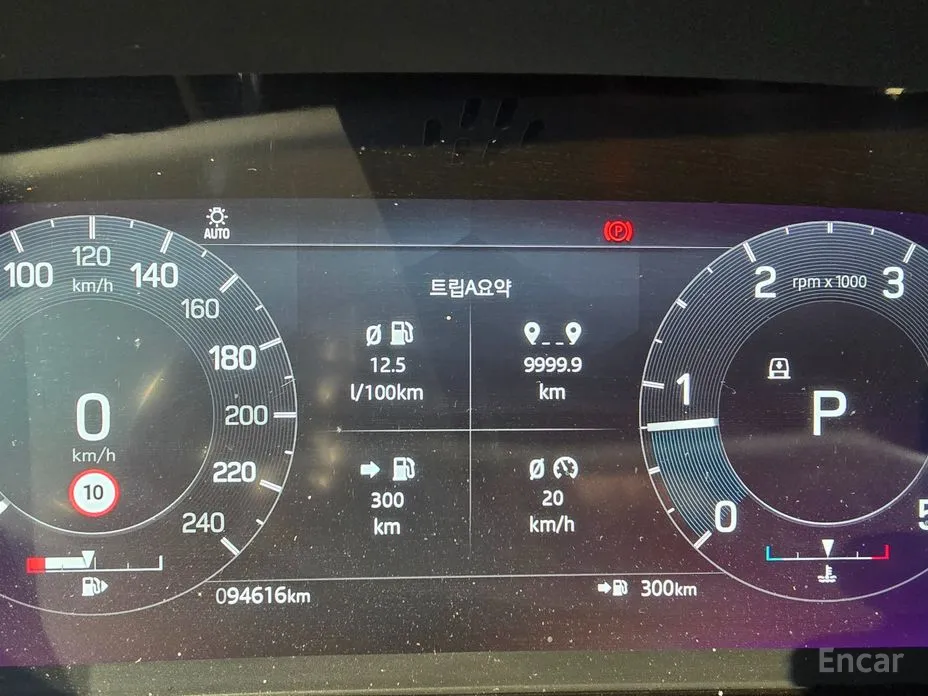 AUTO
P
100
120
km/h
140
160
180
200
220
240
0
km/h
10
트립A요약
12.5
l/100km
9999.9
km
300
km
20
km/h
2
rpm x 1000
3
1
P
0
5
094616km
300km
Encar